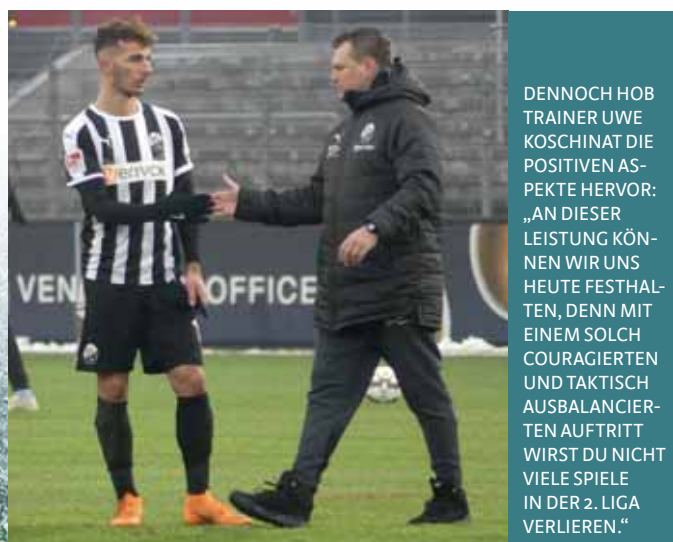 DENNOCH HOB
TRAINER UWE
KOSCHINAT DIE
POSITIVEN AS-
PEKTE HERVOR:
„AN DIESER
LEISTUNG KÖN-
NEN WIR UNS
HEUTE FESTHAL-
TEN, DENN MIT
EINEM SOLCH
COURAGIERTEN
UND TAKTISCH
AUSBALANCIER-
TEN AUFTRITT
WIRST DU NICHT
VIELE SPIELE
IN DER 2. LIGA
VERLIEREN.“
VEN OFFICE